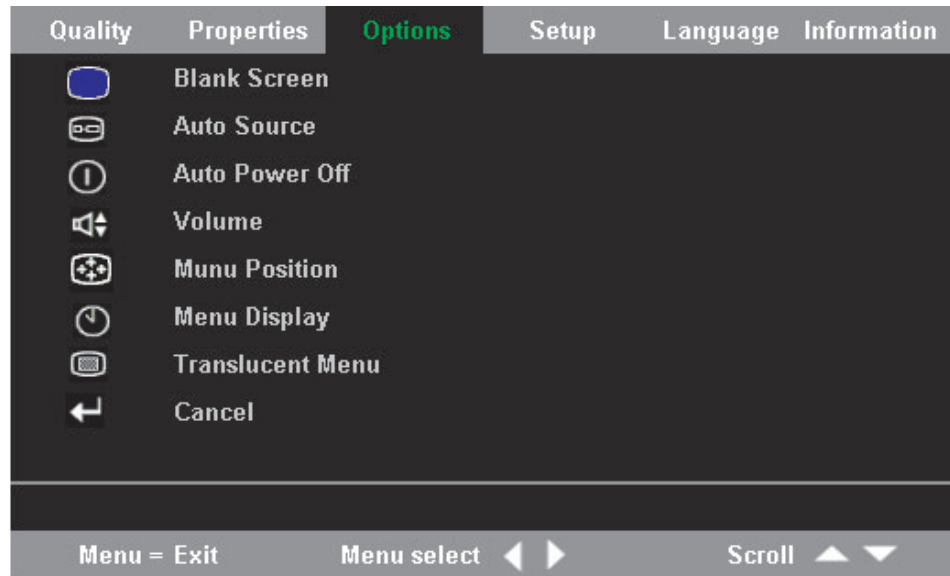 Quality Properties Options Setup Language Information
Blank Screen
Auto Source
Auto Power Off
Volume
Munu Position
Menu Display
Translucent Menu
Cancel
Menu = Exit Menu select Scroll